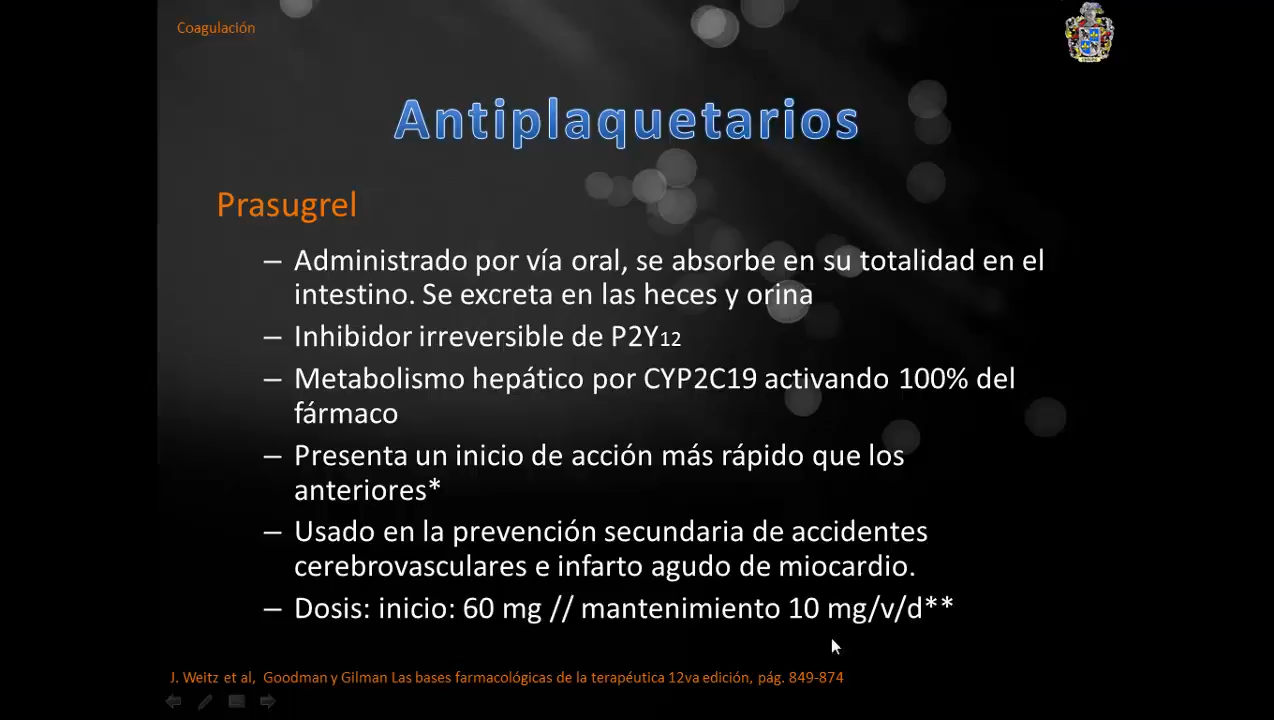 Coagulación
Antiplaquetarios
Prasugrel
– Administrado por vía oral, se absorbe en su totalidad en el
intestino. Se excreta en las heces y orina
– Inhibidor irreversible de P2Y12
– Metabolismo hepático por CYP2C19 activando 100% del
fármaco
– Presenta un inicio de acción más rápido que los
anteriores*
– Usado en la prevención secundaria de accidentes
cerebrovasculares e infarto agudo de miocardio.
– Dosis: inicio: 60 mg // mantenimiento 10 mg/v/d**
J. Weitz et al, Goodman y Gilman Las bases farmacológicas de la terapéutica 12va edición, pág. 849-874